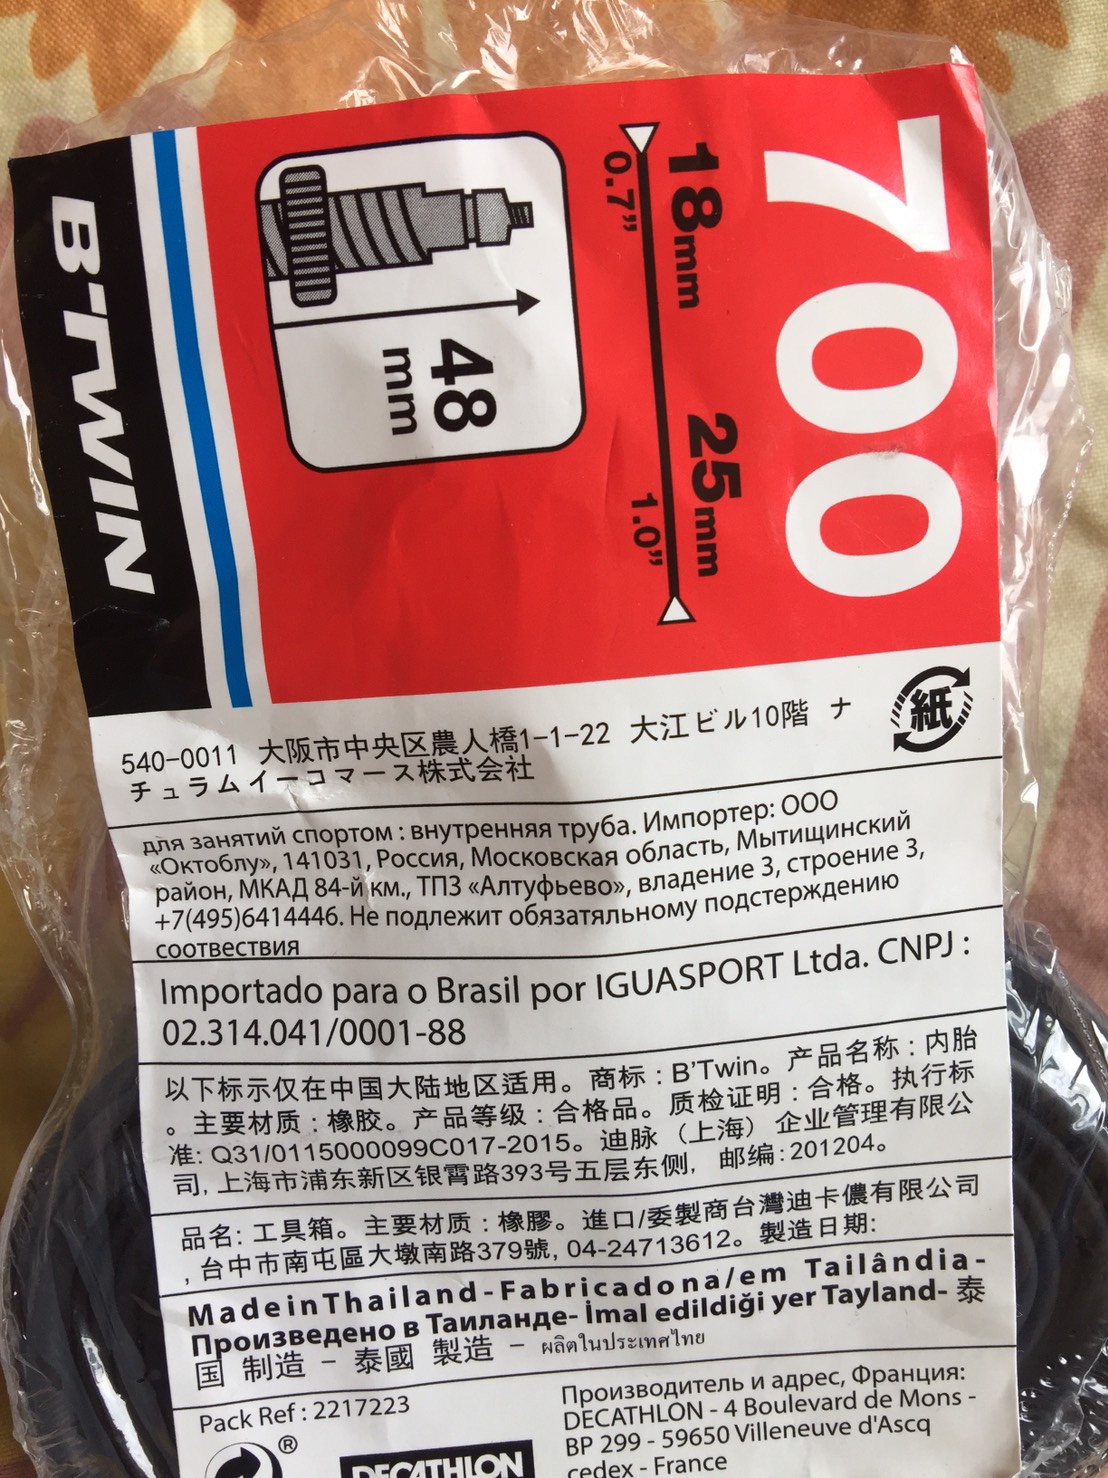 B'TWIN
700
18mm 25mm
0.7" 1.0"
48
mm
紙
540-0011 大阪市中央区農人橋1-1-22 大江ビル10階 ナ
チュラムイーコマース株式会社
для занятий спортом : внутренняя труба. Импортер: ООО
«Октоблу», 141031, Россия, Московская область, Мытищинский
район, МКАД 84-й км., ТПЗ «Алтуфьево», владение 3, строение 3,
+7(495)6414446. Не подлежит обязатяльному подстерждению
соотвествия
Importado para o Brasil por IGUASPORT Ltda. CNPJ :
02.314.041/0001-88
以下标示仅在中国大陆地区适用。商标：B'Twin。产品名称：内胎
。主要材质：橡胶。产品等级：合格品。质检证明：合格。执行标
准: Q31/0115000099C017-2015。迪脉（上海）企业管理有限公
司, 上海市浦东新区银霄路393号五层东侧, 邮编:201204。
品名: 工具箱。主要材质：橡膠。進口/委製商台灣迪卡儂有限公司
, 台中市南屯區大墩南路379號, 04-24713612。製造日期:
Made in Thailand - Fabricado na/em Tailândia -
Произведено в Таиланде- İmal edildiği yer Tayland- 泰
国 制造 - 泰國 製造 - ผลิตในประเทศไทย
Pack Ref : 2217223
®
DECATHLON
Производитель и адрес, Франция:
DECATHLON - 4 Boulevard de Mons -
BP 299 - 59650 Villeneuve d'Ascq
cedex - France